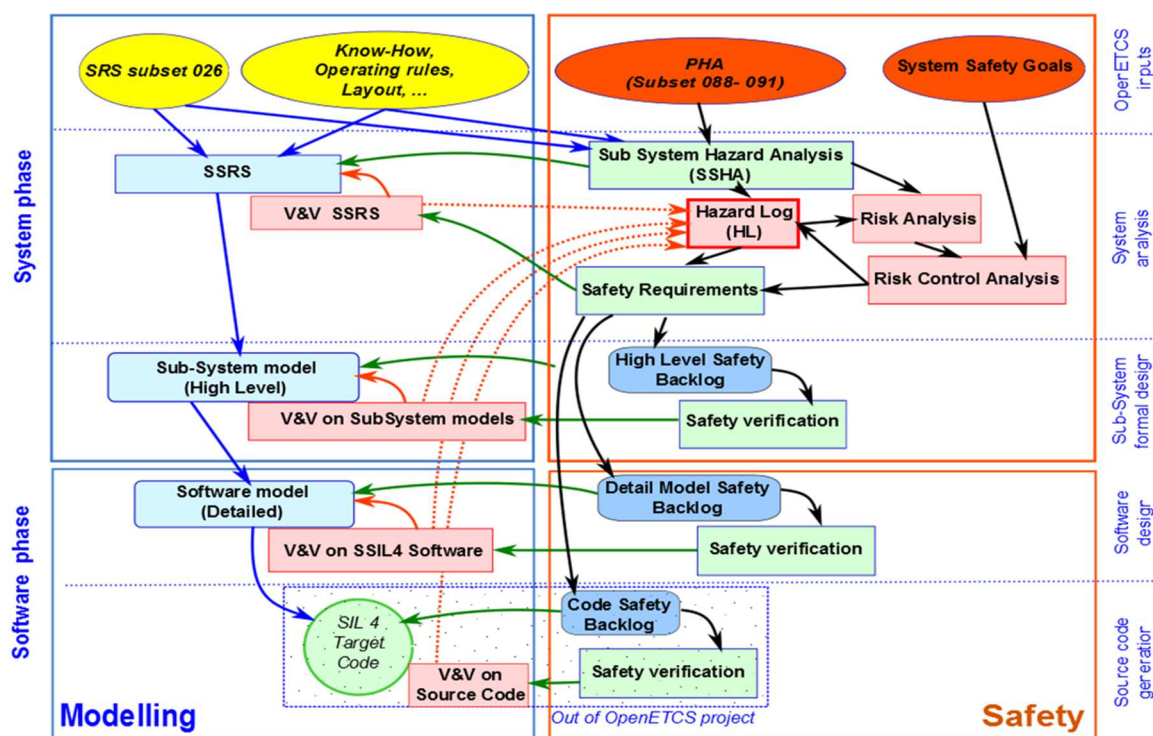 SRS subset 026
Know-How,
Operating rules,
Layout, ...
PHA
(Subset 088- 091)
System Safety Goals
OpenETCS
inputs
System phase
SSRS
V&V SSRS
Sub System Hazard Analysis
(SSHA)
Hazard Log
(HL)
Risk Analysis
Risk Control Analysis
Safety Requirements
System
analysis
Sub-System model
(High Level)
V&V on SubSystem models
High Level Safety
Backlog
Safety verification
Sub-System
formal desigr
Software phase
Software model
(Detailed)
V&V on SSIL4 Software
Detail Model Safety
Backlog
Safety verification
Software
desigr
SIL 4
Target
Code
V&V on
Source Code
Code Safety
Backlog
Safety verification
Source code
generatior
Out of OpenETCS project
Modelling
Safety